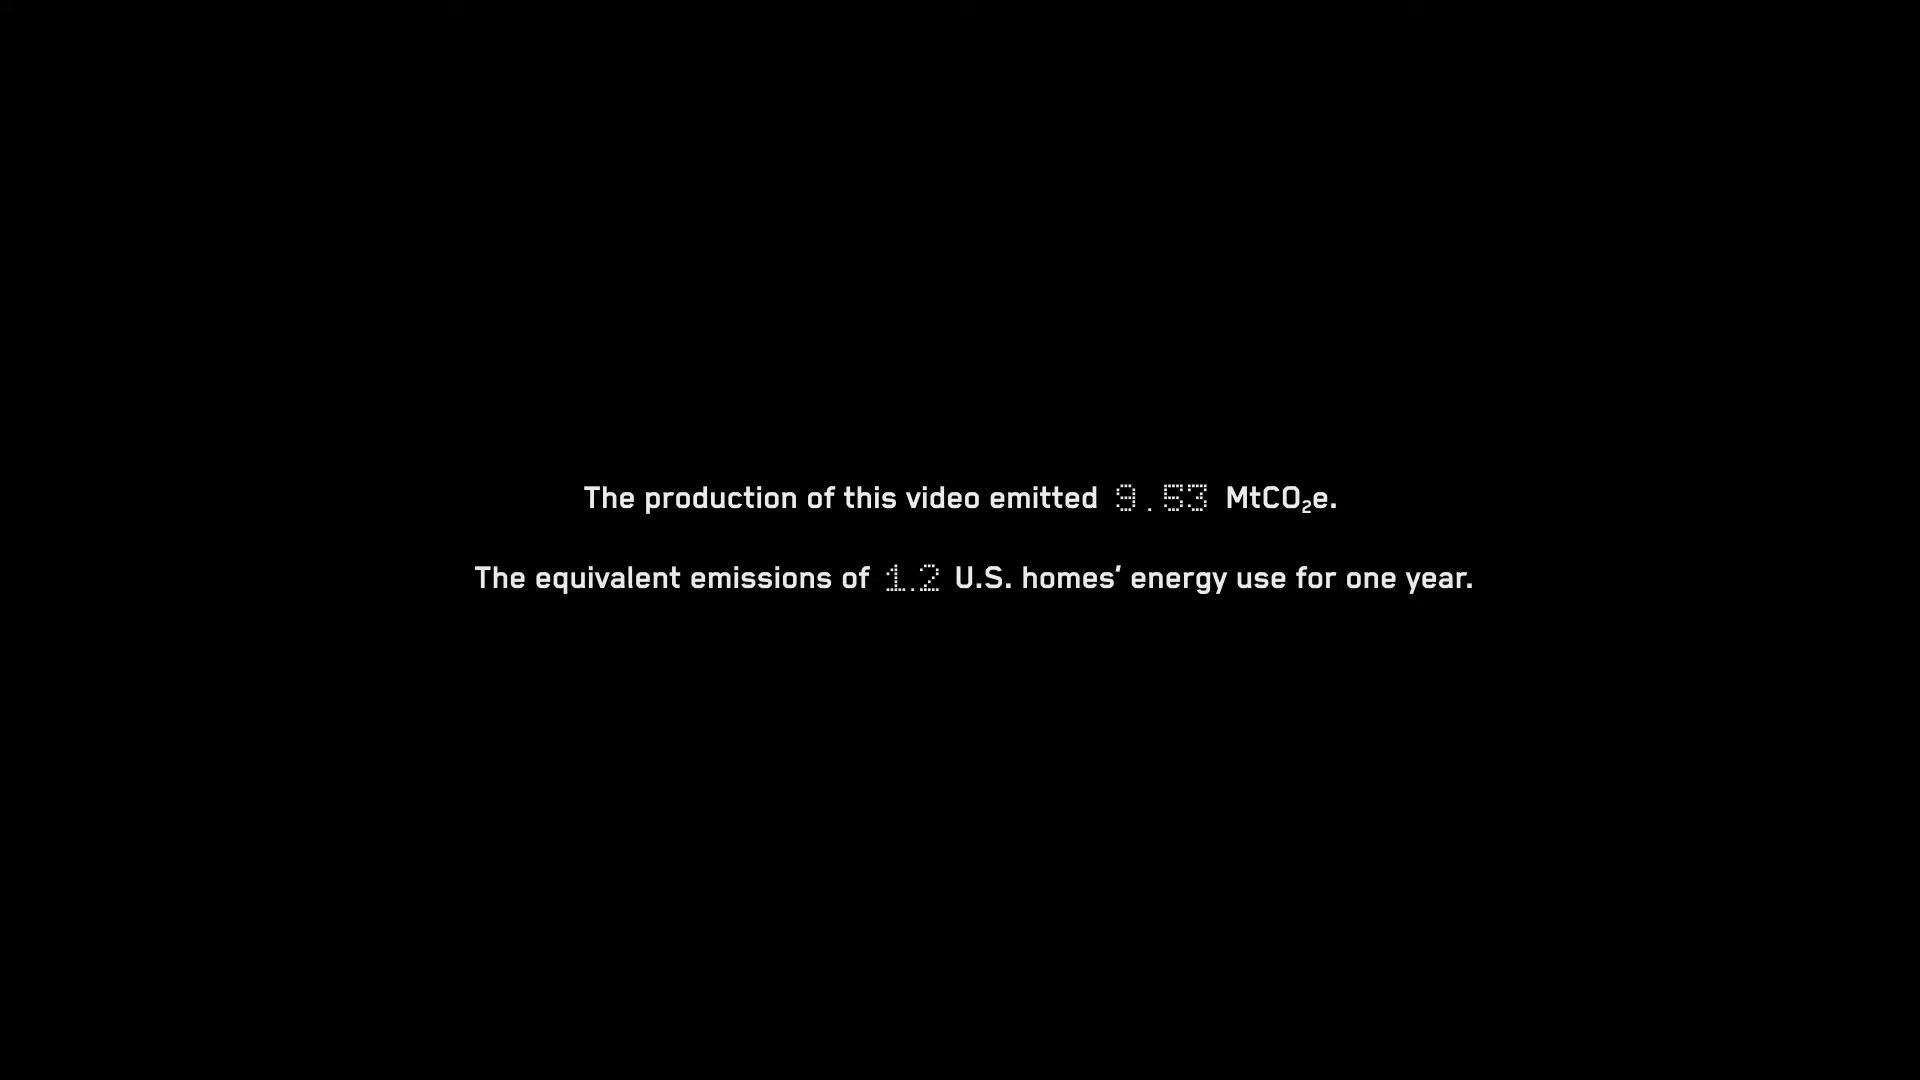 The production of this video emitted 9.53 MtCO₂e.
The equivalent emissions of 1.2 U.S. homes’ energy use for one year.